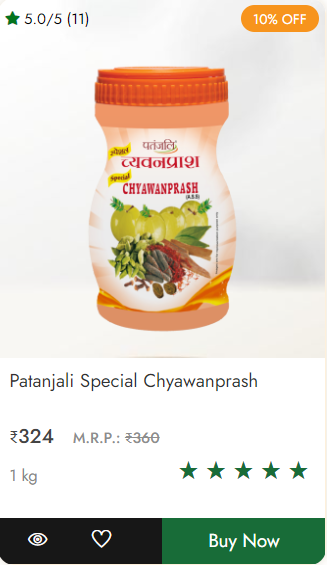 ★ 5.0/5 (11)
10% OFF
पतंजलि
स्पेशल
च्यवनप्राश
Special
CHYAWANPRASH
Patanjali Special Chyawanprash
₹324 M.R.P.: ₹360
1 kg
★ ★ ★ ★ ★
Buy Now